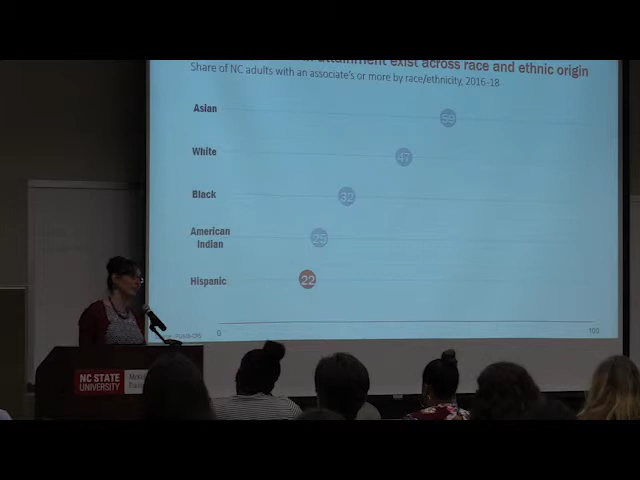 attainment exist across race and ethnic origin
Share of NC adults with an associate's or more by race/ethnicity, 2016-18
Asian
59
White
47
Black
32
American
Indian
25
Hispanic
22
0
100
NC STATE
UNIVERSITY